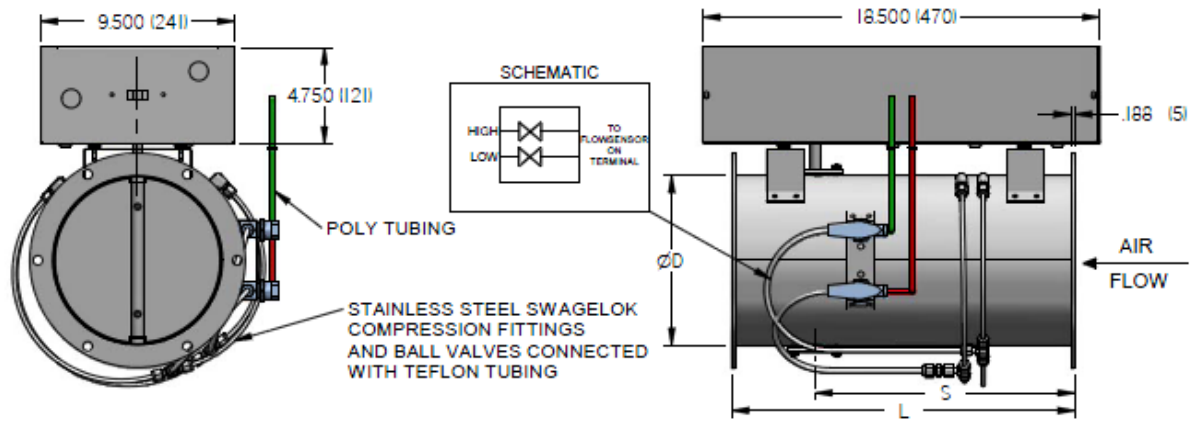 9.500 (241)
4.750 (121)
POLY TUBING
STAINLESS STEEL SWAGELOK
COMPRESSION FITTINGS
AND BALL VALVES CONNECTED
WITH TEFLON TUBING
SCHEMATIC
HIGH
LOW
TO
FLOWSENSOR
ON
TERMINAL
18.500 (470)
.188 (5)
ØD
AIR
FLOW
S
L